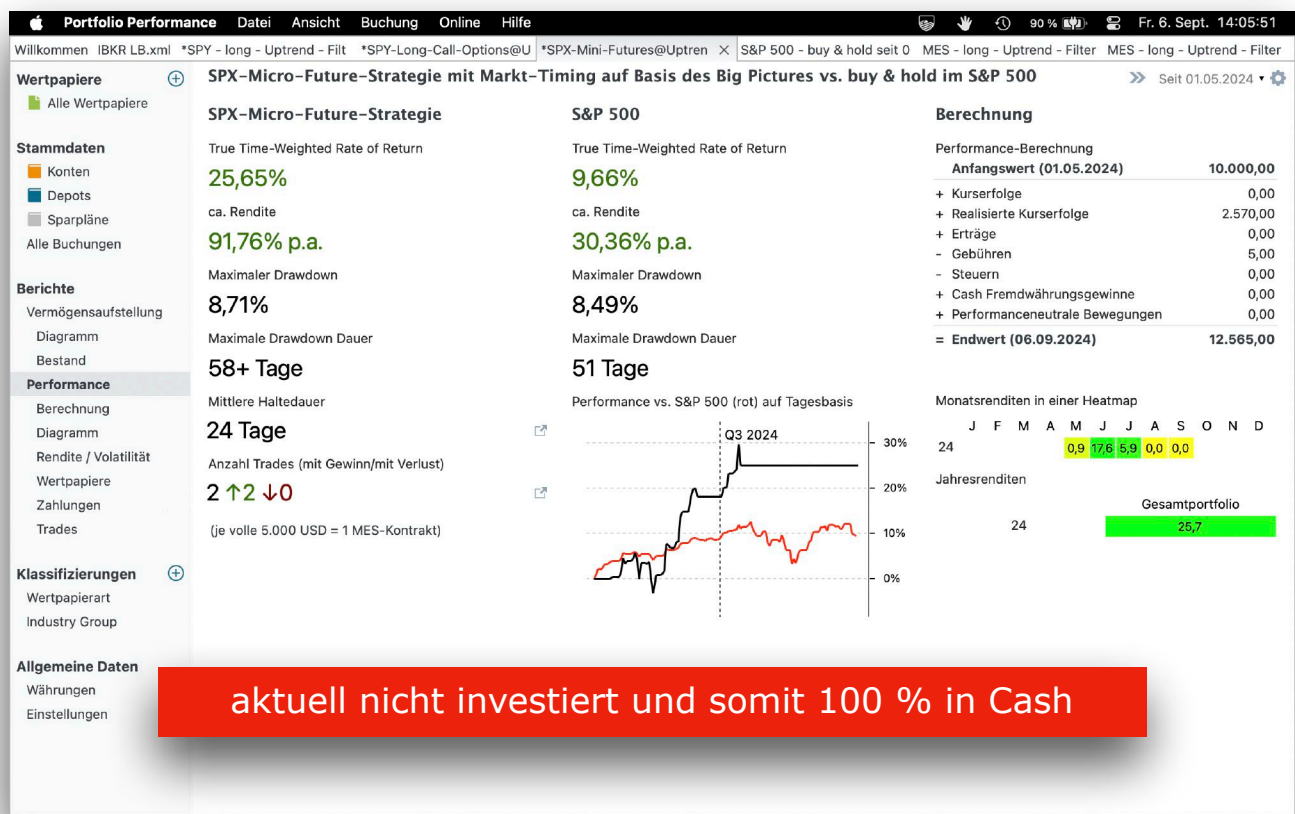 Portfolio Performance Datei Ansicht Buchung Online Hilfe 90 % Fr. 6. Sept. 14:05:51
Willkommen IBKR LB.xml *SPY - long - Uptrend - Filt *SPY-Long-Call-Options@U *SPX-Mini-Futures@Uptren × S&P 500 - buy & hold seit 0 MES - long - Uptrend - Filter MES - long - Uptrend - Filter
Wertpapiere
Alle Wertpapiere
Stammdaten
Konten
Depots
Sparpläne
Alle Buchungen
Berichte
Vermögensaufstellung
Diagramm
Bestand
Performance
Berechnung
Diagramm
Rendite / Volatilität
Wertpapiere
Zahlungen
Trades
Klassifizierungen
Wertpapierart
Industry Group
Allgemeine Daten
Währungen
Einstellungen
SPX-Micro-Future-Strategie mit Markt-Timing auf Basis des Big Pictures vs. buy & hold im S&P 500
Seit 01.05.2024
SPX-Micro-Future-Strategie
True Time-Weighted Rate of Return
25,65%
ca. Rendite
91,76% p.a.
Maximaler Drawdown
8,71%
Maximale Drawdown Dauer
58+ Tage
Mittlere Haltedauer
24 Tage
Anzahl Trades (mit Gewinn/mit Verlust)
2 ↑2 ↓0
(je volle 5.000 USD = 1 MES-Kontrakt)
S&P 500
True Time-Weighted Rate of Return
9,66%
ca. Rendite
30,36% p.a.
Maximaler Drawdown
8,49%
Maximale Drawdown Dauer
51 Tage
Performance vs. S&P 500 (rot) auf Tagesbasis
Q3 2024
30%
20%
10%
0%
Berechnung
Performance-Berechnung
Anfangswert (01.05.2024) 10.000,00
+ Kurserfolge 0,00
+ Realisierte Kurserfolge 2.570,00
+ Erträge 0,00
- Gebühren 5,00
- Steuern 0,00
+ Cash Fremdwährungsgewinne 0,00
+ Performanceneutrale Bewegungen 0,00
= Endwert (06.09.2024) 12.565,00
Monatsrenditen in einer Heatmap
J F M A M J J A S O N D
24 0,9 17,6 5,9 0,0 0,0
Jahresrenditen
Gesamtportfolio
24 25,7
aktuell nicht investiert und somit 100 % in Cash